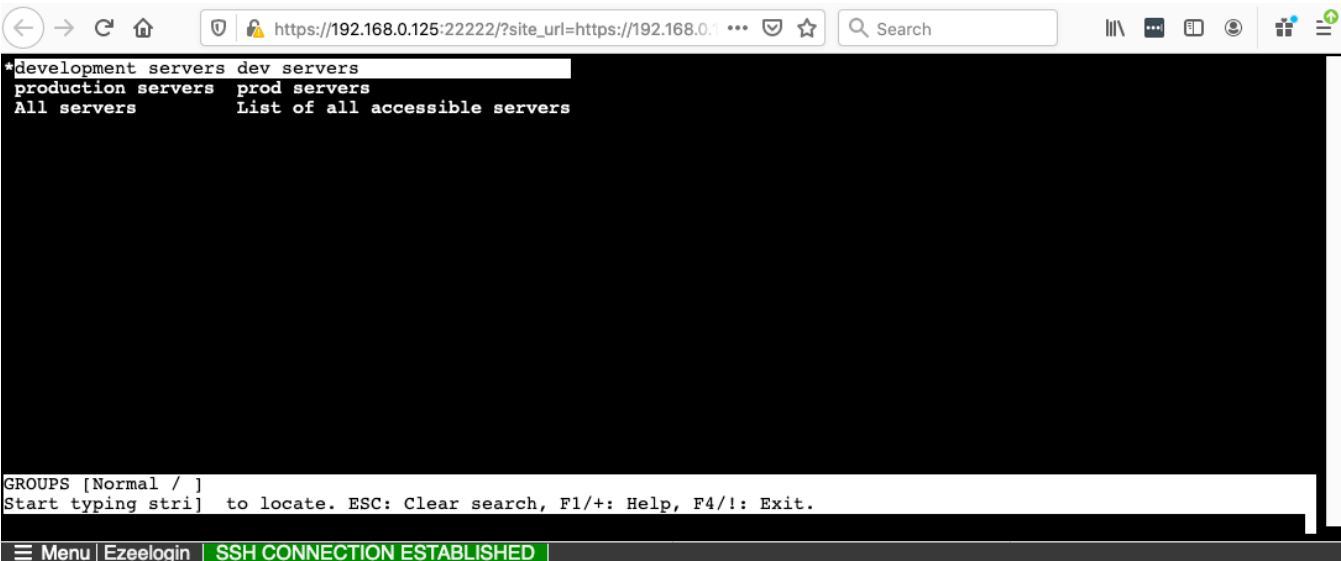 https://192.168.0.125:22222/?site_url=https://192.168.0.1 Search
*development servers dev servers
production servers prod servers
All servers List of all accessible servers
GROUPS [Normal / ]
Start typing stri] to locate. ESC: Clear search, F1/+: Help, F4/!: Exit.
Menu | Ezeelogin | SSH CONNECTION ESTABLISHED |